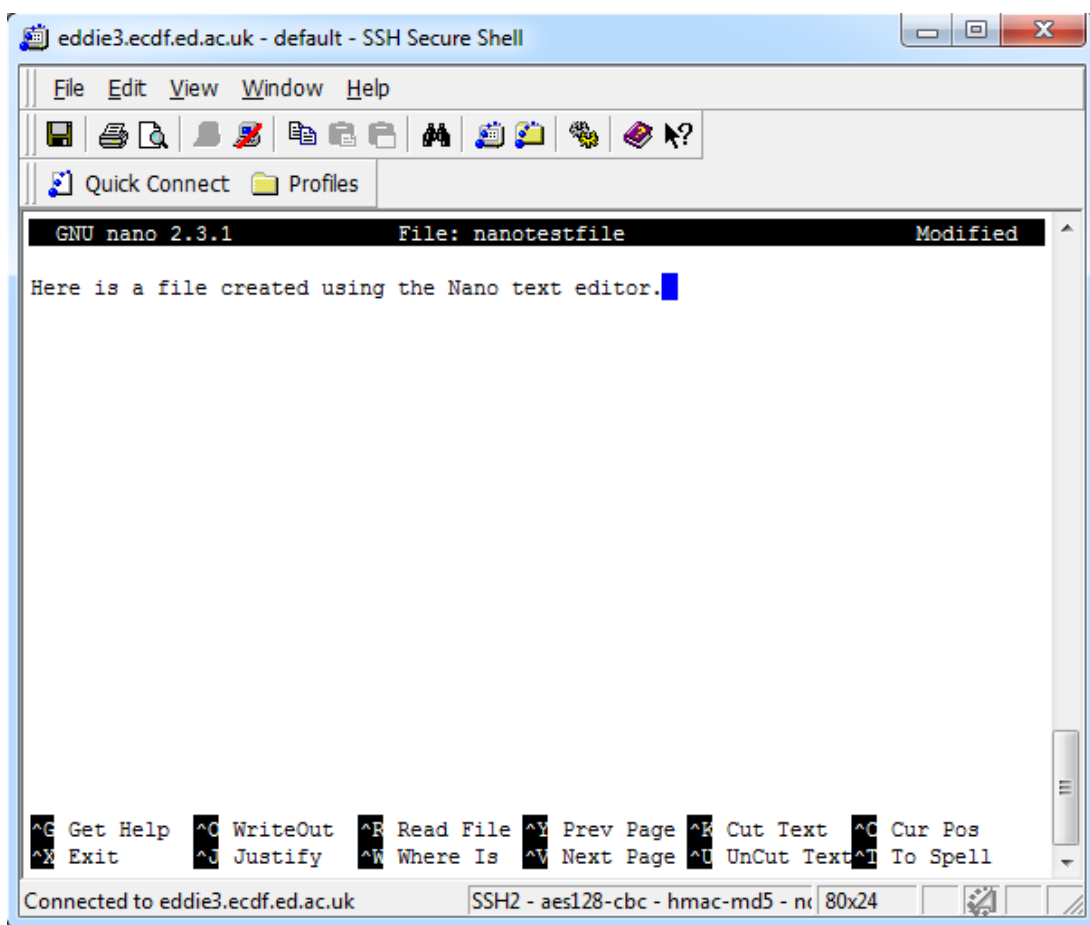 eddie3.ecdf.ed.ac.uk - default - SSH Secure Shell
File Edit View Window Help
Quick Connect Profiles
GNU nano 2.3.1 File: nanotestfile Modified
Here is a file created using the Nano text editor.
^G Get Help ^O WriteOut ^R Read File ^Y Prev Page ^K Cut Text ^C Cur Pos
^X Exit ^J Justify ^W Where Is ^V Next Page ^U UnCut Text ^T To Spell
Connected to eddie3.ecdf.ed.ac.uk SSH2 - aes128-cbc - hmac-md5 - 80x24